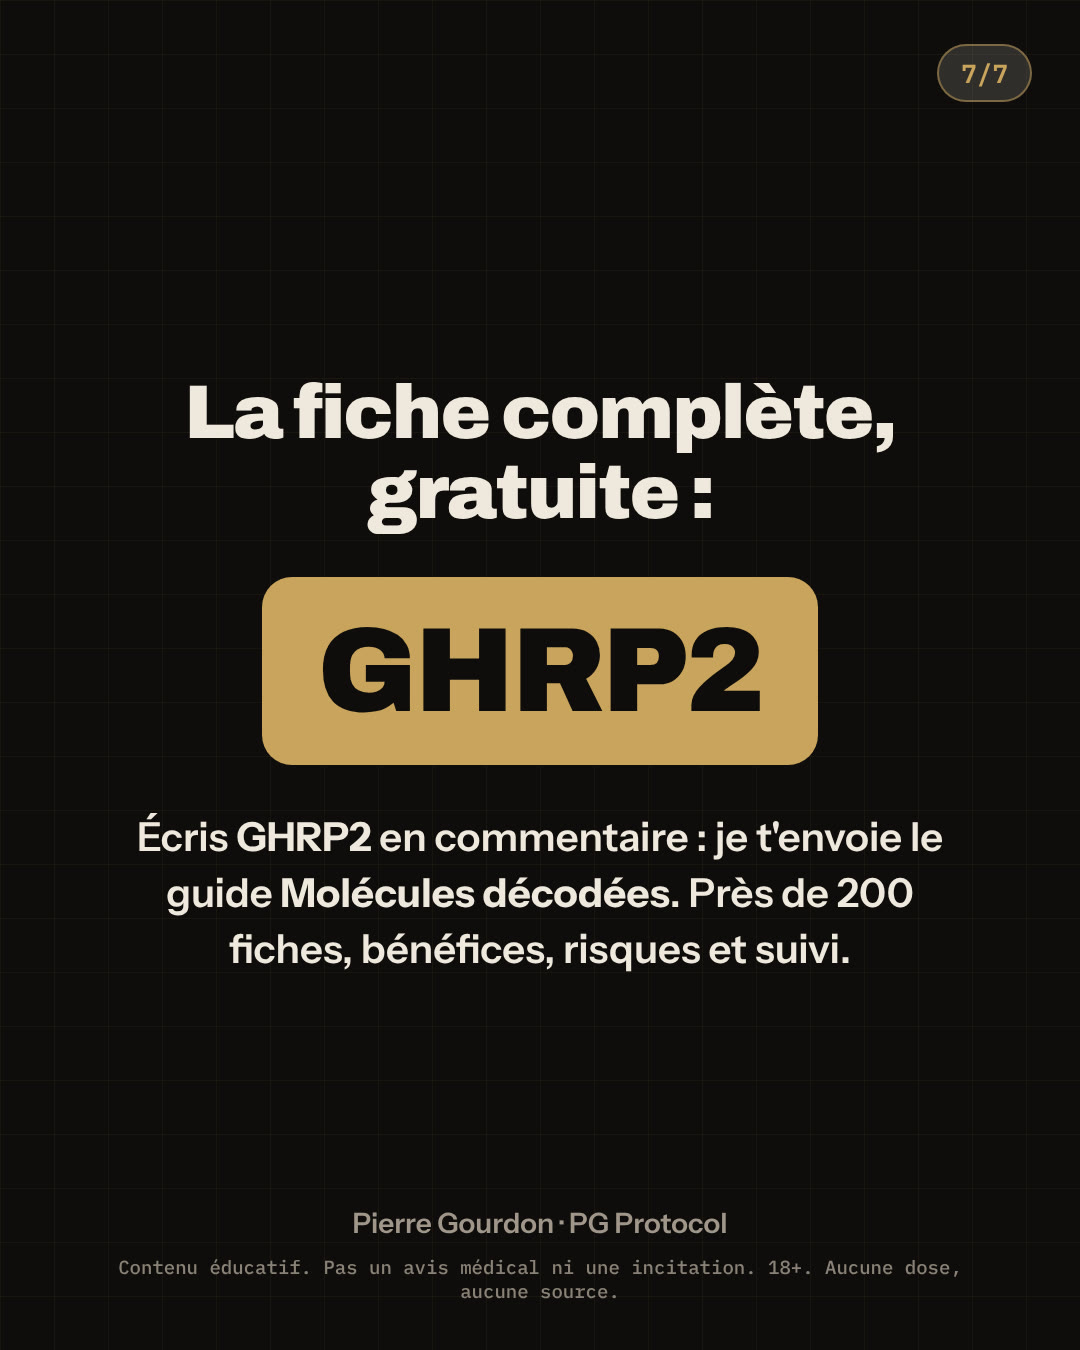 7/7
La fiche complète,
gratuite :
GHRP2
Écris GHRP2 en commentaire : je t'envoie le
guide Molécules décodées. Près de 200
fiches, bénéfices, risques et suivi.
Pierre Gourdon · PG Protocol
Contenu éducatif. Pas un avis médical ni une incitation. 18+. Aucune dose,
aucune source.